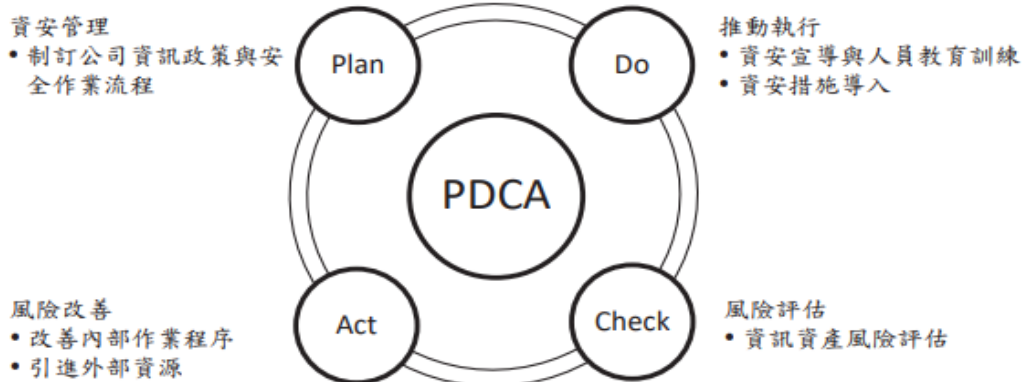 資安管理
• 制訂公司資訊政策與安
全作業流程
Plan
Do
推動執行
• 資安宣導與人員教育訓練
• 資安措施導入
PDCA
風險改善
• 改善內部作業程序
• 引進外部資源
Act
Check
風險評估
• 資訊資產風險評估